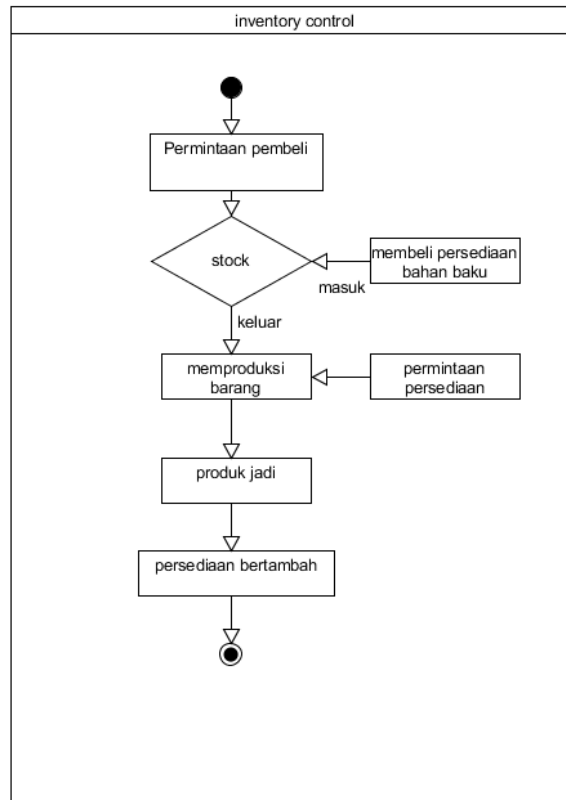 inventory control
Permintaan pembeli
stock
membeli persediaan
bahan baku
masuk
keluar
memproduksi
barang
permintaan
persediaan
produk jadi
persediaan bertambah